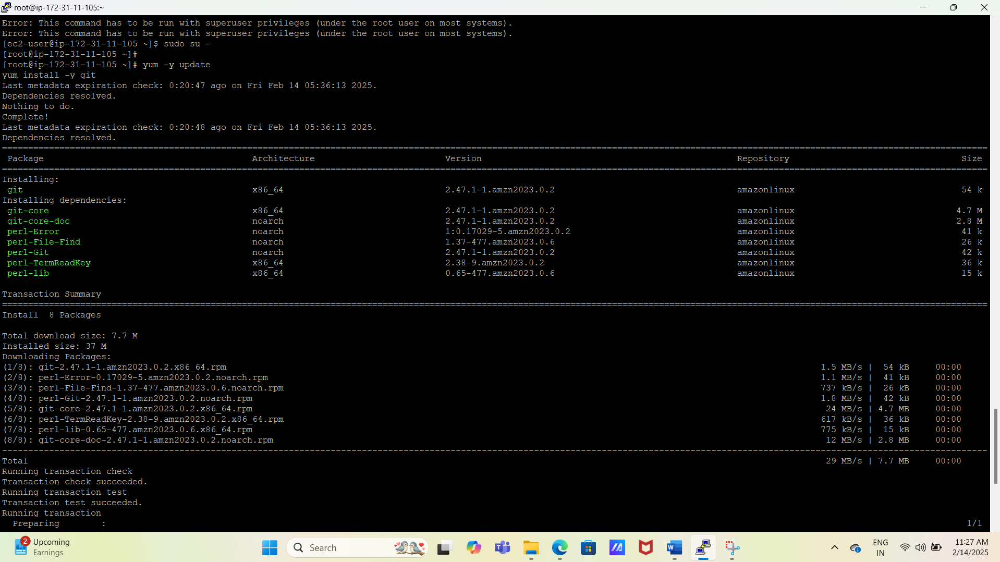 root@ip-172-31-11-105:~
Error: This command has to be run with superuser privileges (under the root user on most systems).
Error: This command has to be run with superuser privileges (under the root user on most systems).
[ec2-user@ip-172-31-11-105 ~]$ sudo su -
[root@ip-172-31-11-105 ~]#
[root@ip-172-31-11-105 ~]# yum -y update
yum install -y git
Last metadata expiration check: 0:20:47 ago on Fri Feb 14 05:36:13 2025.
Dependencies resolved.
Nothing to do.
Complete!
Last metadata expiration check: 0:20:48 ago on Fri Feb 14 05:36:13 2025.
Dependencies resolved.
Package Architecture Version Repository Size
Installing:
git x86_64 2.47.1-1.amzn2023.0.2 amazonlinux 54 k
Installing dependencies:
git-core x86_64 2.47.1-1.amzn2023.0.2 amazonlinux 4.7 M
git-core-doc noarch 2.47.1-1.amzn2023.0.2 amazonlinux 2.8 M
perl-Error noarch 1:0.17029-5.amzn2023.0.2 amazonlinux 41 k
perl-File-Find noarch 1.37-477.amzn2023.0.6 amazonlinux 26 k
perl-Git noarch 2.47.1-1.amzn2023.0.2 amazonlinux 42 k
perl-TermReadKey x86_64 2.38-9.amzn2023.0.2 amazonlinux 36 k
perl-lib x86_64 0.65-477.amzn2023.0.6 amazonlinux 15 k
Transaction Summary
Install 8 Packages
Total download size: 7.7 M
Installed size: 37 M
Downloading Packages:
(1/8): git-2.47.1-1.amzn2023.0.2.x86_64.rpm 1.5 MB/s | 54 kB 00:00
(2/8): perl-Error-0.17029-5.amzn2023.0.2.noarch.rpm 1.1 MB/s | 41 kB 00:00
(3/8): perl-File-Find-1.37-477.amzn2023.0.6.noarch.rpm 737 kB/s | 26 kB 00:00
(4/8): perl-Git-2.47.1-1.amzn2023.0.2.noarch.rpm 1.8 MB/s | 42 kB 00:00
(5/8): git-core-2.47.1-1.amzn2023.0.2.x86_64.rpm 24 MB/s | 4.7 MB 00:00
(6/8): perl-TermReadKey-2.38-9.amzn2023.0.2.x86_64.rpm 617 kB/s | 36 kB 00:00
(7/8): perl-lib-0.65-477.amzn2023.0.6.x86_64.rpm 775 kB/s | 15 kB 00:00
(8/8): git-core-doc-2.47.1-1.amzn2023.0.2.noarch.rpm 12 MB/s | 2.8 MB 00:00
Total 29 MB/s | 7.7 MB 00:00
Running transaction check
Transaction check succeeded.
Running transaction test
Transaction test succeeded.
Running transaction
Preparing : 1/1
2
Upcoming
Earnings
Search
ENG
IN
11:27 AM
2/14/2025